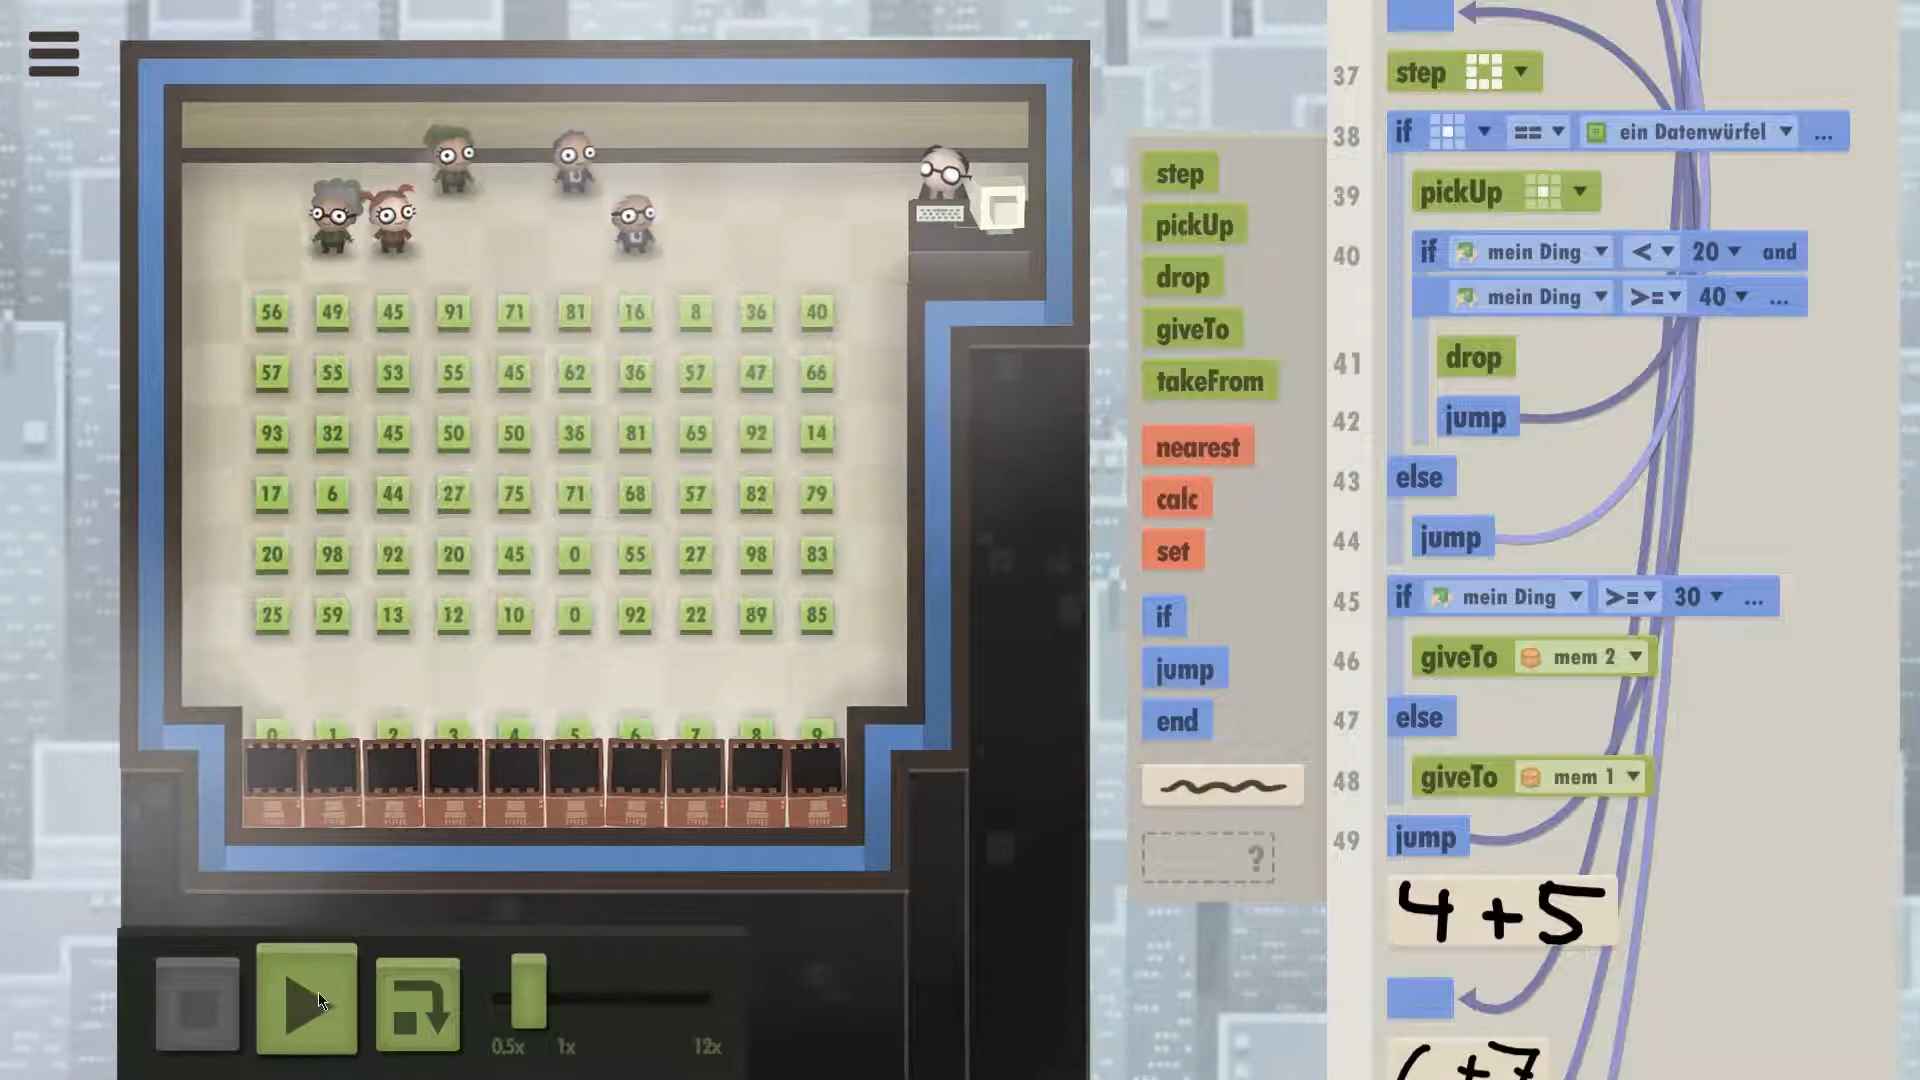 56 49 45 91 71 81 16 8 36 40
57 55 53 55 45 62 36 57 47 66
93 32 45 50 50 36 81 69 92 14
17 6 44 27 75 71 68 57 82 79
20 98 92 20 45 0 55 27 98 83
25 59 13 12 10 0 92 22 89 85
0 1 2 3 4 5 6 7 8 9
0.5x 1x 12x
step
pickUp
drop
giveTo
takeFrom
nearest
calc
set
if
jump
end
?
37 step
38 if == ein Datenwürfel ...
39 pickUp
40 if mein Ding < 20 and
mein Ding >= 40 ...
41 drop
42 jump
43 else
44 jump
45 if mein Ding >= 30 ...
46 giveTo mem 2
47 else
48 giveTo mem 1
49 jump
4+5